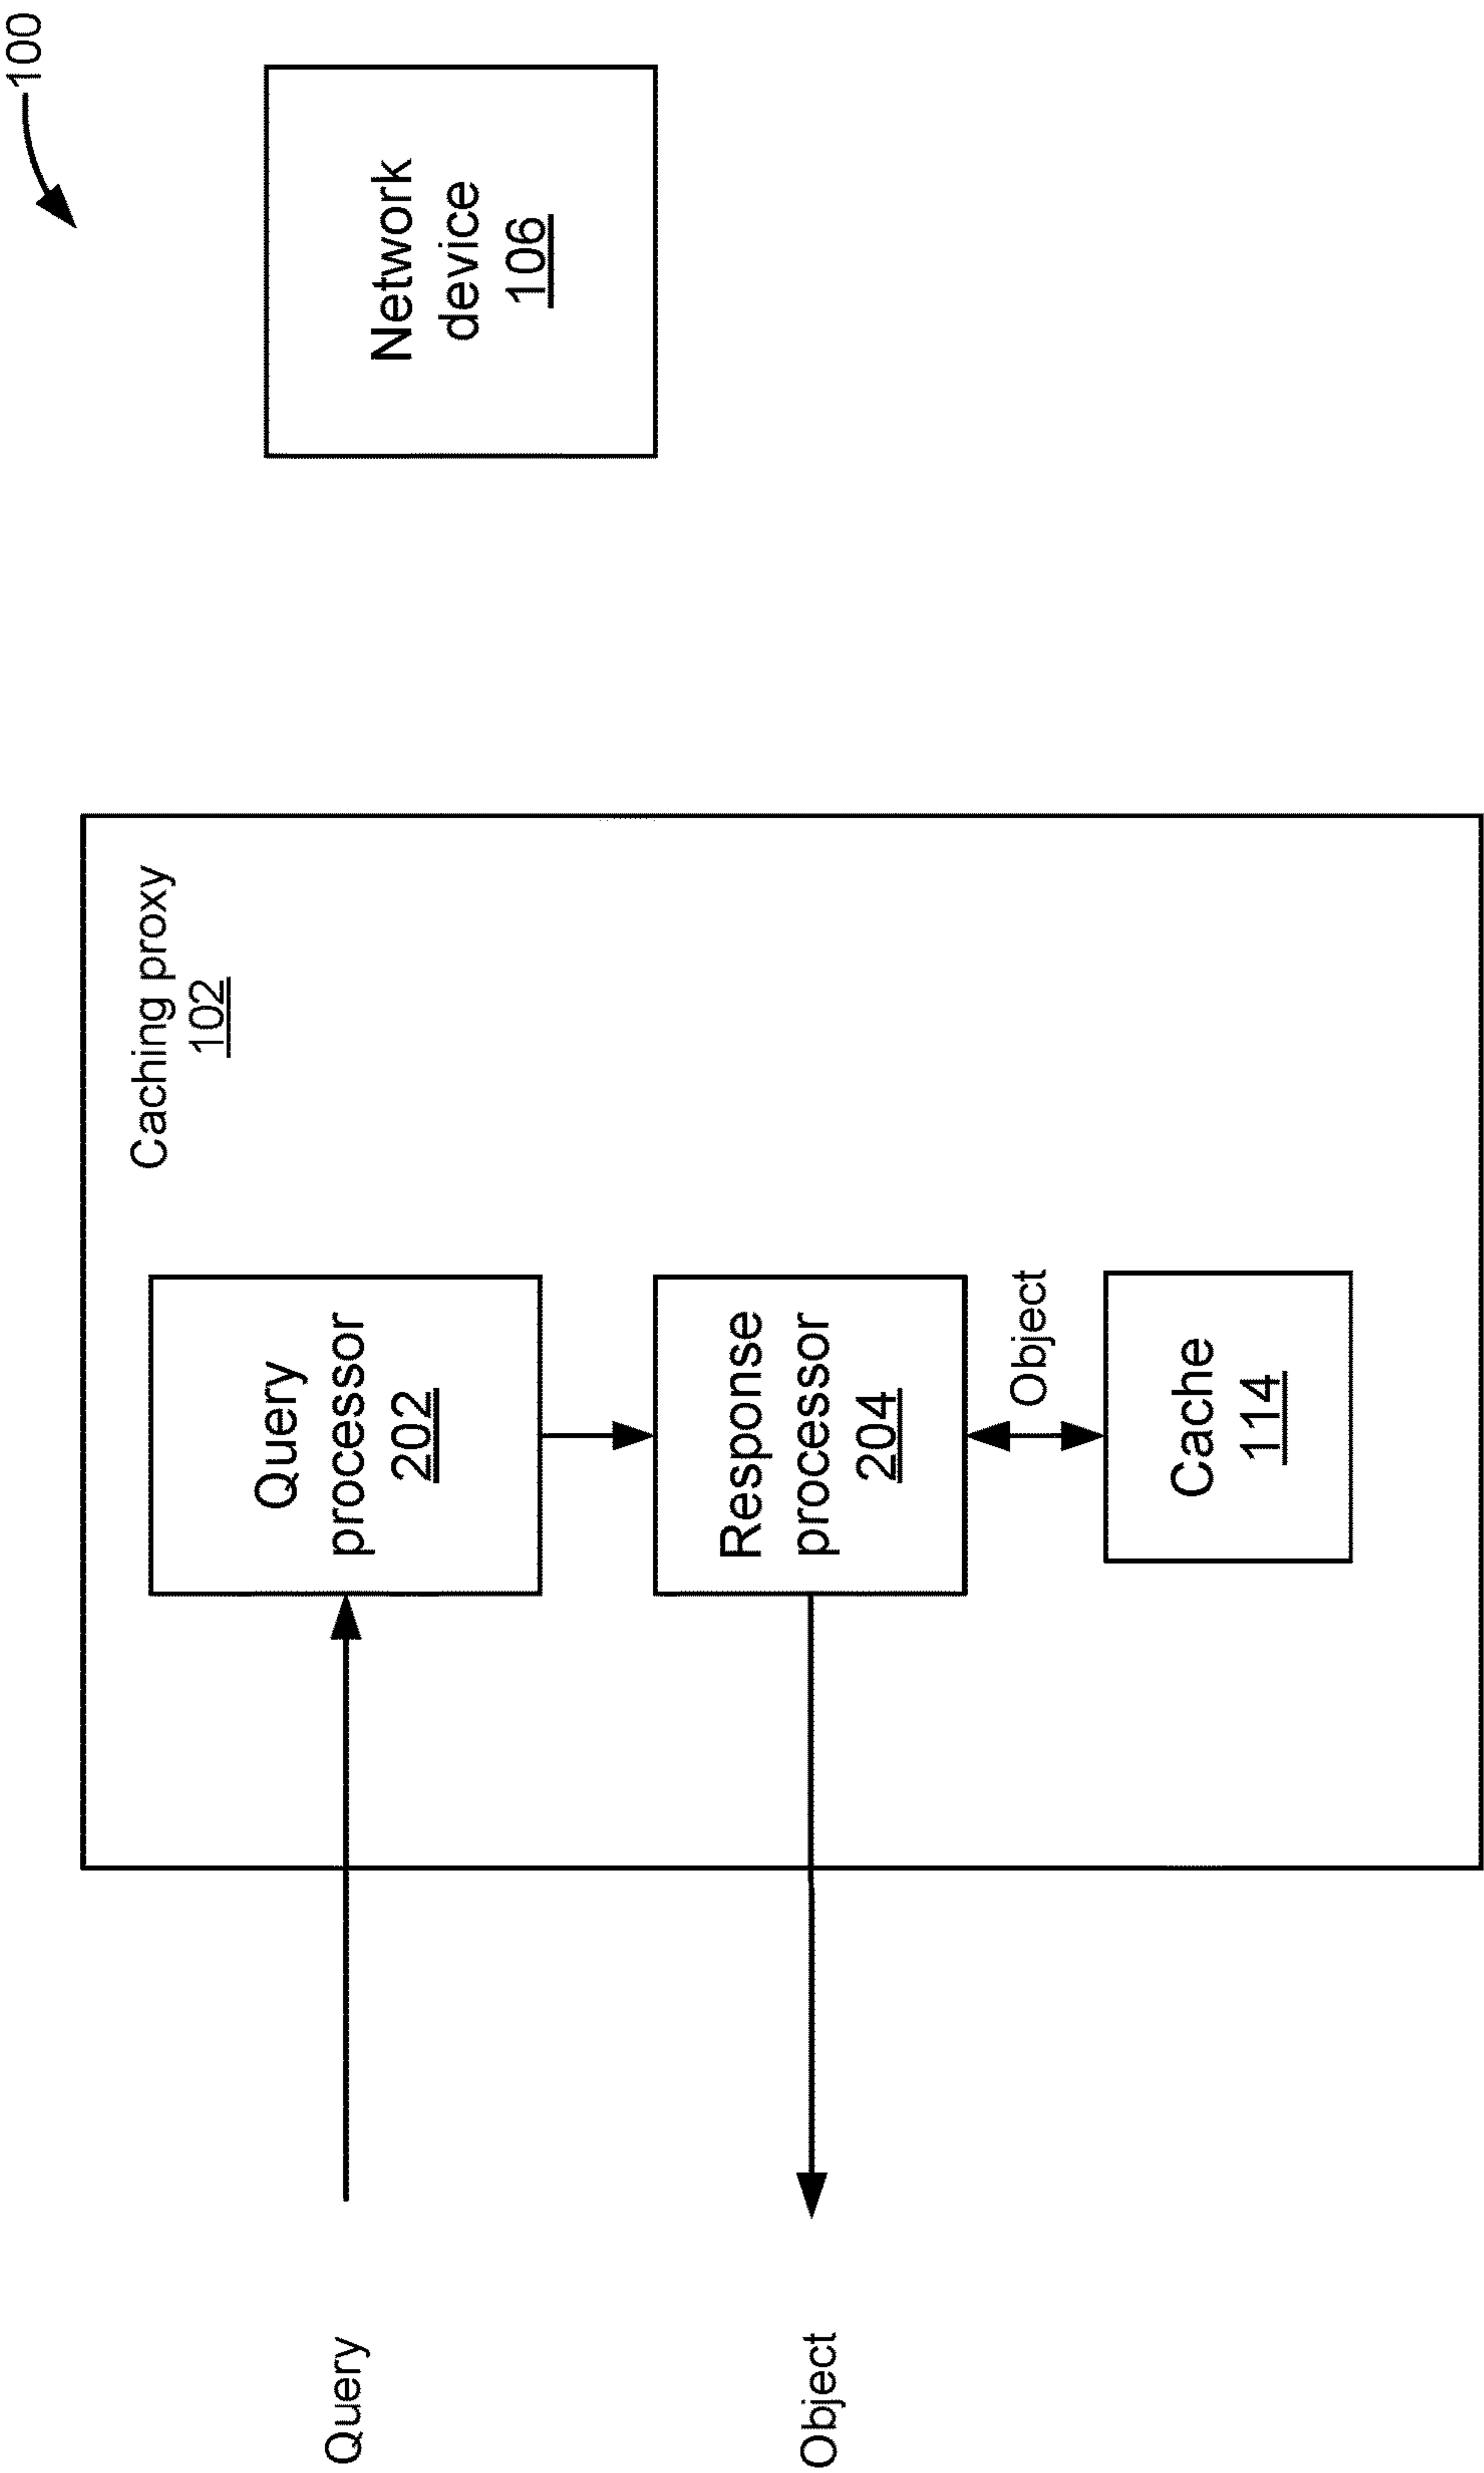 100
Caching proxy
102
Network
device
106
Query
Query
processor
202
Object
Response
processor
204
Object
Cache
114